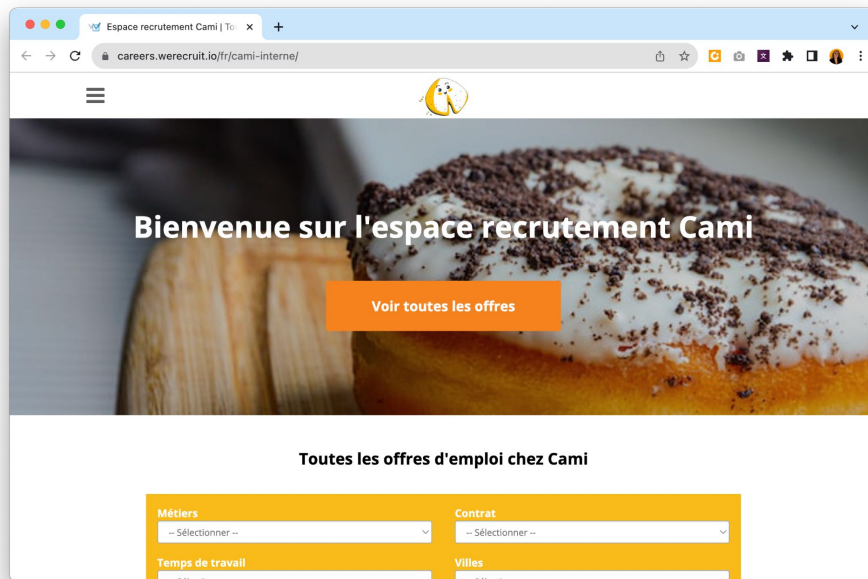 Espace recrutement Cami | To
careers.werecruit.io/fr/cami-interne/
Bienvenue sur l'espace recrutement Cami
Voir toutes les offres
Toutes les offres d'emploi chez Cami
Métiers
Contrat
-- Sélectionner --
-- Sélectionner --
Temps de travail
Villes